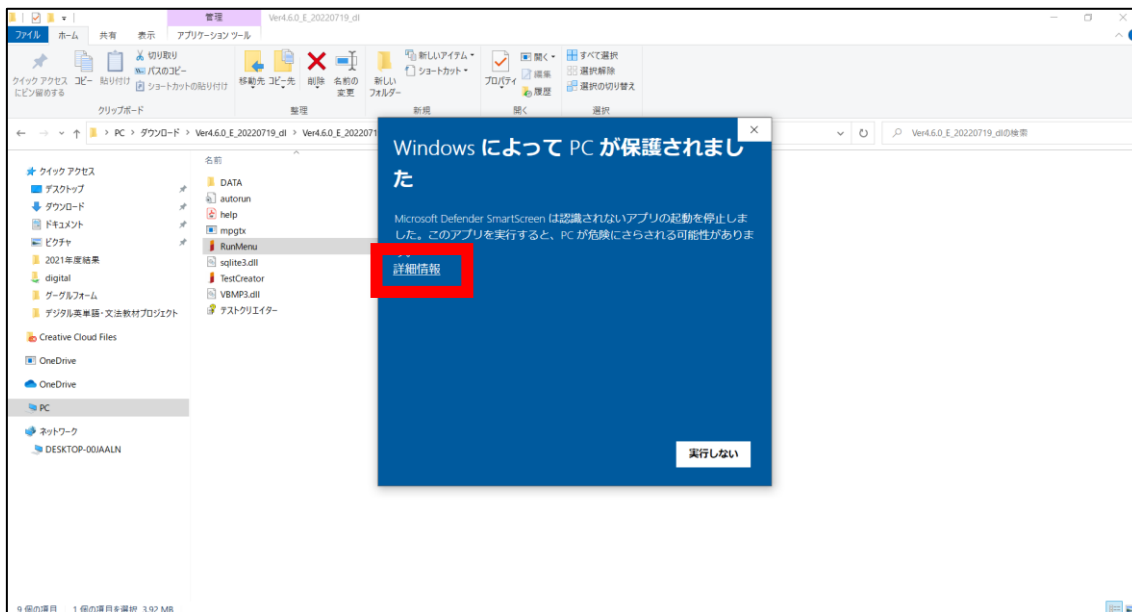 管理
Ver4.6.0_E_20220719_dl
ファイル ホーム 共有 表示 アプリケーション ツール
クイック アクセス
にピン留めする
コピー
貼り付け
切り取り
パスのコピー
ショートカットの貼り付け
クリップボード
移動先 コピー先 削除 名前の
変更
整理
新しい
フォルダー
新しいアイテム
ショートカット
新規
プロパティ
開く
編集
履歴
開く
すべて選択
選択解除
選択の切り替え
選択
PC > ダウンロード > Ver4.6.0_E_20220719_dl >
Ver4.6.0_E_20220719_dlの検索
クイック アクセス
デスクトップ
ダウンロード
ドキュメント
ピクチャ
2021年度結果
digital
グーグルフォーム
デジタル英単語・文法教材プロジェクト
Creative Cloud Files
OneDrive
OneDrive
PC
ネットワーク
DESKTOP-00JAALN
名前
DATA
autorun
help
mpgtx
RunMenu
sqlite3.dll
TestCreator
VBMP3.dll
テストクリエイター
Windows によって PC が保護されまし
た
Microsoft Defender SmartScreen は認識されないアプリの起動を停止しま
した。このアプリを実行すると、PC が危険にさらされる可能性がありま
詳細情報
実行しない
9 個の項目 1 個の項目を選択 3.92 MB